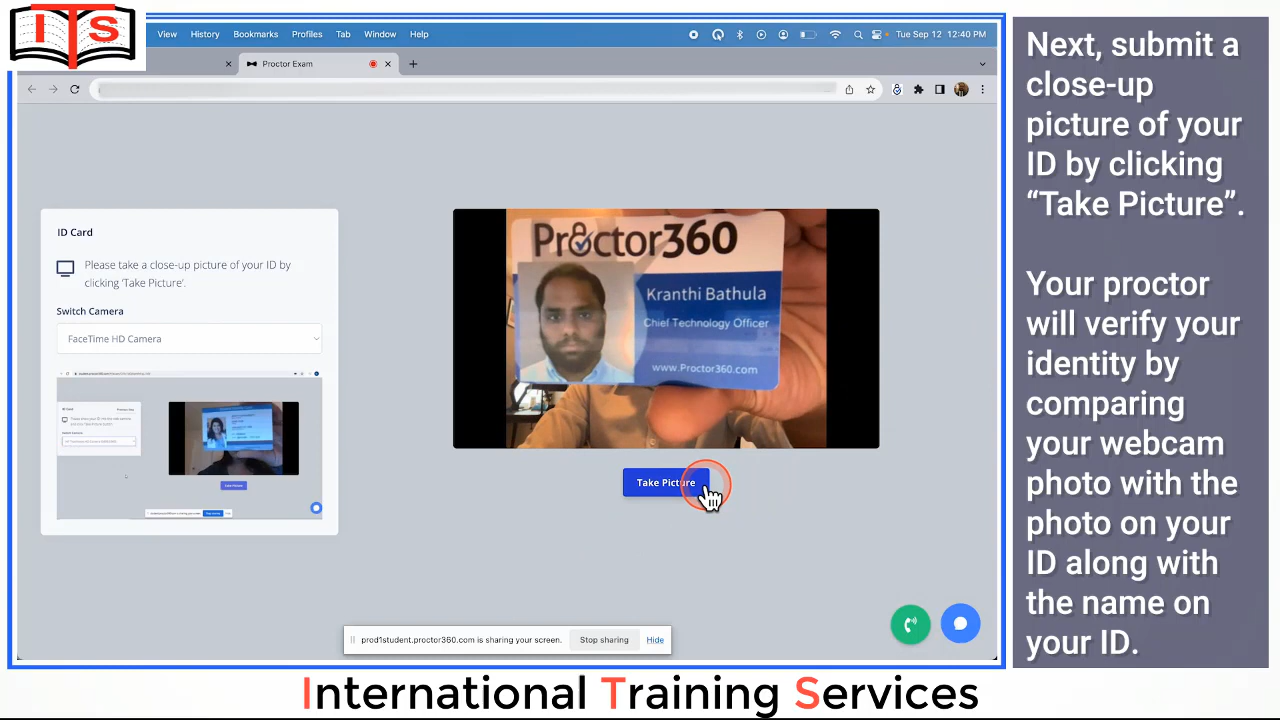 ITS
View History Bookmarks Profiles Tab Window Help Tue Sep 12 12:40 PM
Proctor Exam
ID Card
Please take a close-up picture of your ID by
clicking 'Take Picture'.
Switch Camera
FaceTime HD Camera
Proctor360
Kranthi Bathula
Chief Technology Officer
www.Proctor360.com
Take Picture
prod1student.proctor360.com is sharing your screen. Stop sharing Hide
Next, submit a
close-up
picture of your
ID by clicking
“Take Picture”.
Your proctor
will verify your
identity by
comparing
your webcam
photo with the
photo on your
ID along with
the name on
your ID.
International Training Services